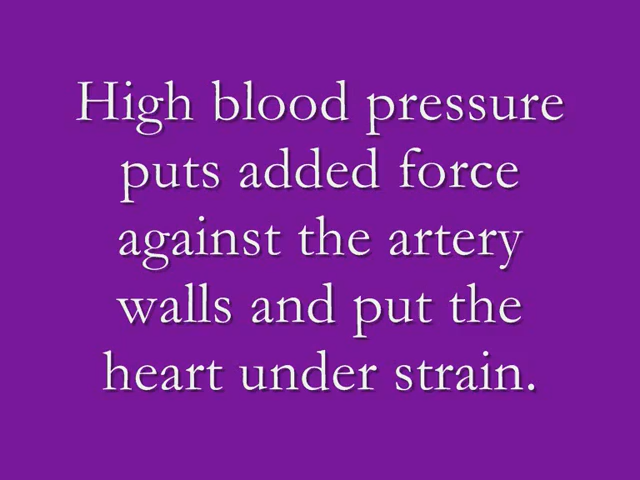 High blood pressure
puts added force
against the artery
walls and put the
heart under strain.